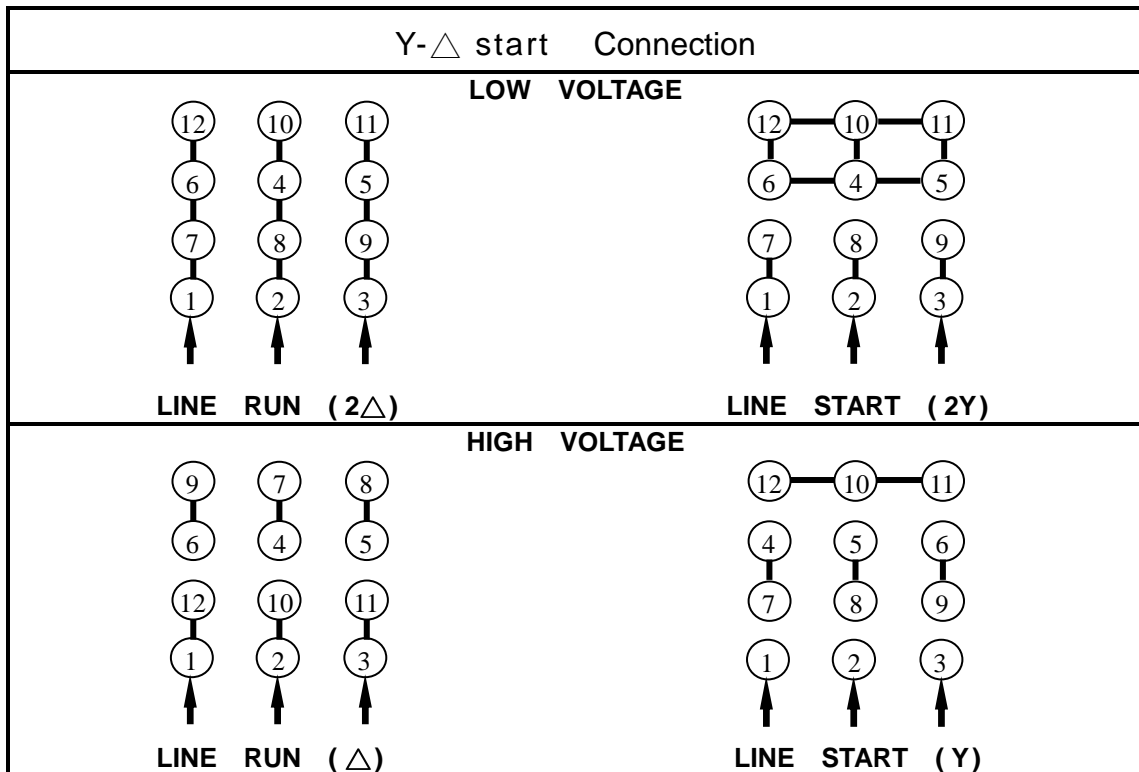 Y-△ start Connection
LOW VOLTAGE
12 10 11 12 10 11
6 4 5 6 4 5
7 8 9 7 8 9
1 2 3 1 2 3
LINE RUN (2△) LINE START (2Y)
HIGH VOLTAGE
9 7 8 12 10 11
6 4 5 4 5 6
12 10 11 7 8 9
1 2 3 1 2 3
LINE RUN (△) LINE START (Y)